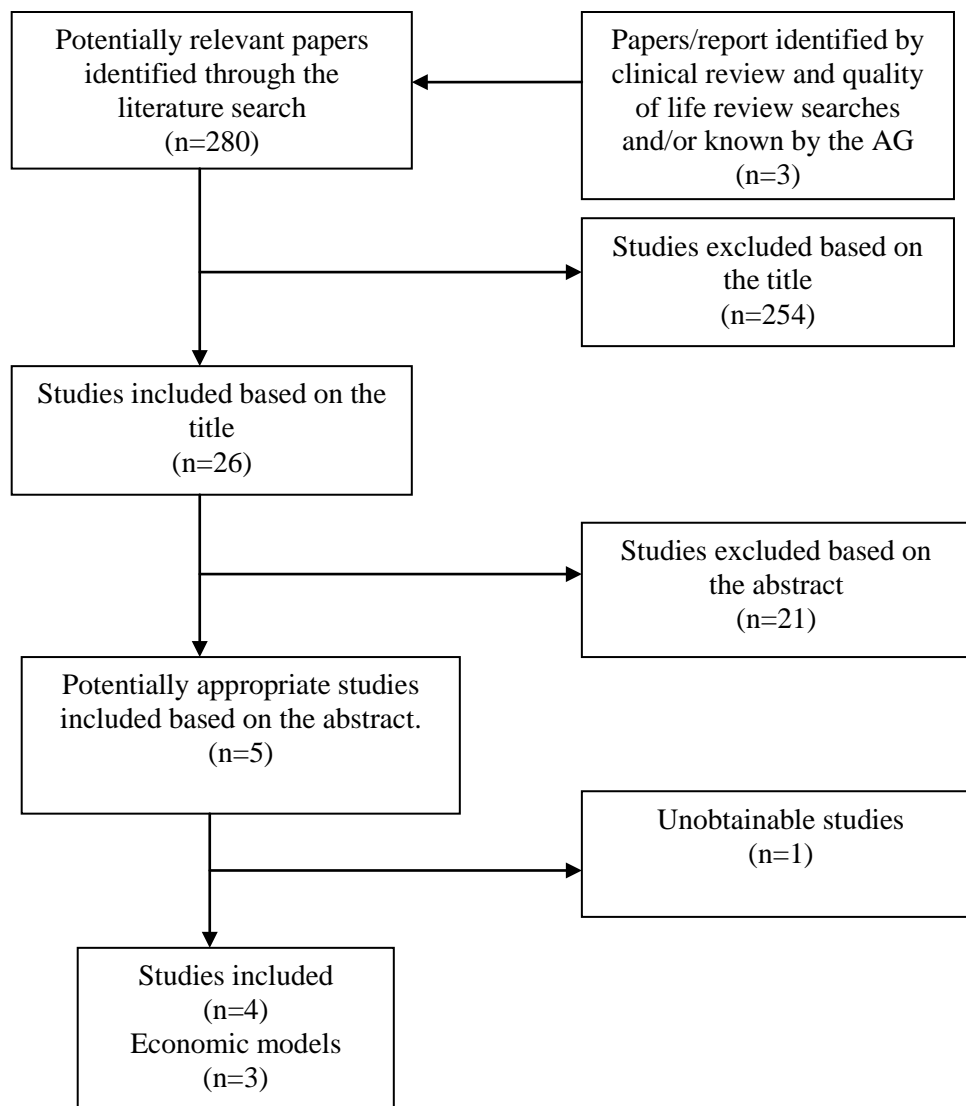 Potentially relevant papers
identified through the
literature search
(n=280)
Papers/report identified by
clinical review and quality
of life review searches
and/or known by the AG
(n=3)
Studies excluded based on
the title
(n=254)
Studies included based on the
title
(n=26)
Studies excluded based on
the abstract
(n=21)
Potentially appropriate studies
included based on the abstract.
(n=5)
Unobtainable studies
(n=1)
Studies included
(n=4)
Economic models
(n=3)